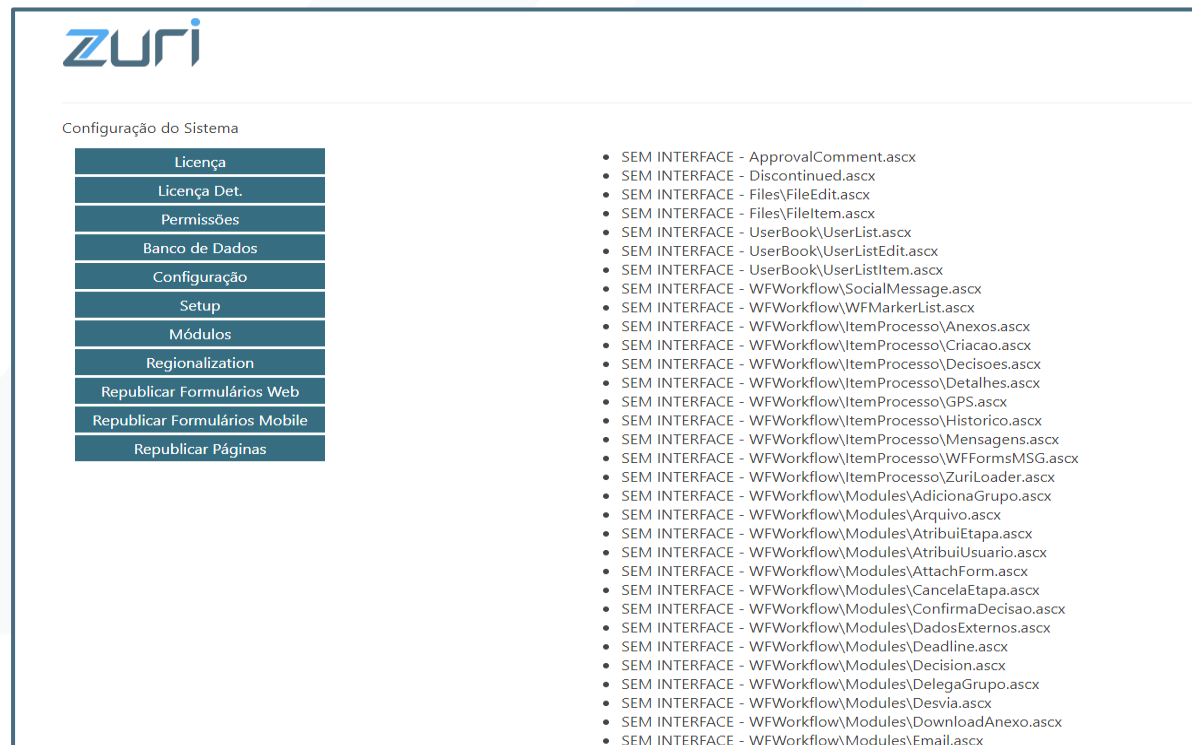 zuri
Configuração do Sistema
Licença
Licença Det.
Permissões
Banco de Dados
Configuração
Setup
Módulos
Regionalization
Republicar Formulários Web
Republicar Formulários Mobile
Republicar Páginas
• SEM INTERFACE - ApprovalComment.ascx
• SEM INTERFACE - Discontinued.ascx
• SEM INTERFACE - Files\FileEdit.ascx
• SEM INTERFACE - Files\FileItem.ascx
• SEM INTERFACE - UserBook\UserList.ascx
• SEM INTERFACE - UserBook\UserListEdit.ascx
• SEM INTERFACE - UserBook\UserListItem.ascx
• SEM INTERFACE - WFWorkflow\SocialMessage.ascx
• SEM INTERFACE - WFWorkflow\WFMarkerList.ascx
• SEM INTERFACE - WFWorkflow\ItemProcesso\Anexos.ascx
• SEM INTERFACE - WFWorkflow\ItemProcesso\Criacao.ascx
• SEM INTERFACE - WFWorkflow\ItemProcesso\Decisoes.ascx
• SEM INTERFACE - WFWorkflow\ItemProcesso\Detalhes.ascx
• SEM INTERFACE - WFWorkflow\ItemProcesso\GPS.ascx
• SEM INTERFACE - WFWorkflow\ItemProcesso\Historico.ascx
• SEM INTERFACE - WFWorkflow\ItemProcesso\Mensagens.ascx
• SEM INTERFACE - WFWorkflow\ItemProcesso\WFFormsMSG.ascx
• SEM INTERFACE - WFWorkflow\ItemProcesso\ZuriLoader.ascx
• SEM INTERFACE - WFWorkflow\Modules\AdicionaGrupo.ascx
• SEM INTERFACE - WFWorkflow\Modules\Arquivo.ascx
• SEM INTERFACE - WFWorkflow\Modules\AtribuiEtapa.ascx
• SEM INTERFACE - WFWorkflow\Modules\AtribuiUsuario.ascx
• SEM INTERFACE - WFWorkflow\Modules\AttachForm.ascx
• SEM INTERFACE - WFWorkflow\Modules\CancelaEtapa.ascx
• SEM INTERFACE - WFWorkflow\Modules\ConfirmaDecisao.ascx
• SEM INTERFACE - WFWorkflow\Modules\DadosExternos.ascx
• SEM INTERFACE - WFWorkflow\Modules\Deadline.ascx
• SEM INTERFACE - WFWorkflow\Modules\Decision.ascx
• SEM INTERFACE - WFWorkflow\Modules\DelegaGrupo.ascx
• SEM INTERFACE - WFWorkflow\Modules\Desvia.ascx
• SEM INTERFACE - WFWorkflow\Modules\DownloadAnexo.ascx
• SEM INTERFACE - WFWorkflow\Modules\Email.ascx